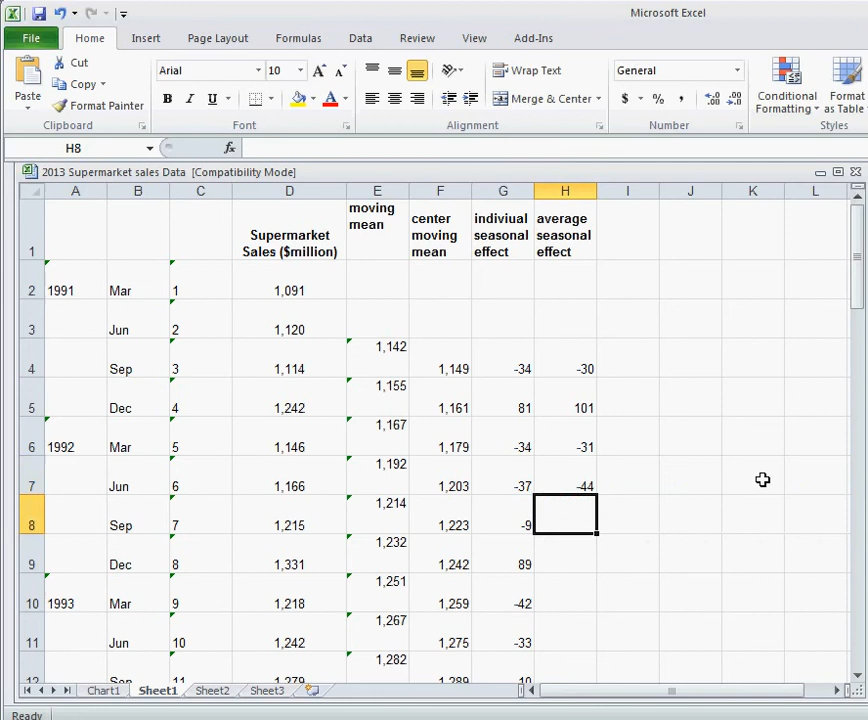 Microsoft Excel
File Home Insert Page Layout Formulas Data Review View Add-Ins
Paste Cut Copy Format Painter
Clipboard
Arial 10
B I U A
Font
Wrap Text
Merge & Center
Alignment
General
$ % ,
Number
Conditional Formatting
Format as Table
Styles
H8 fx
2013 Supermarket sales Data [Compatibility Mode]
A B C D E F G H I J K L
1 Supermarket Sales ($million) moving mean center moving mean indiviual seasonal effect average seasonal effect
2 1991 Mar 1 1,091
3 Jun 2 1,120
1,142
4 Sep 3 1,114 1,149 -34 -30
1,155
5 Dec 4 1,242 1,161 81 101
1,167
6 1992 Mar 5 1,146 1,179 -34 -31
1,192
7 Jun 6 1,166 1,203 -37 -44
1,214
8 Sep 7 1,215 1,223 -9
1,232
9 Dec 8 1,331 1,242 89
1,251
10 1993 Mar 9 1,218 1,259 -42
1,267
11 Jun 10 1,242 1,275 -33
1,282
12 Sep 11 1,279 1,289 10
Chart1 Sheet1 Sheet2 Sheet3
Ready